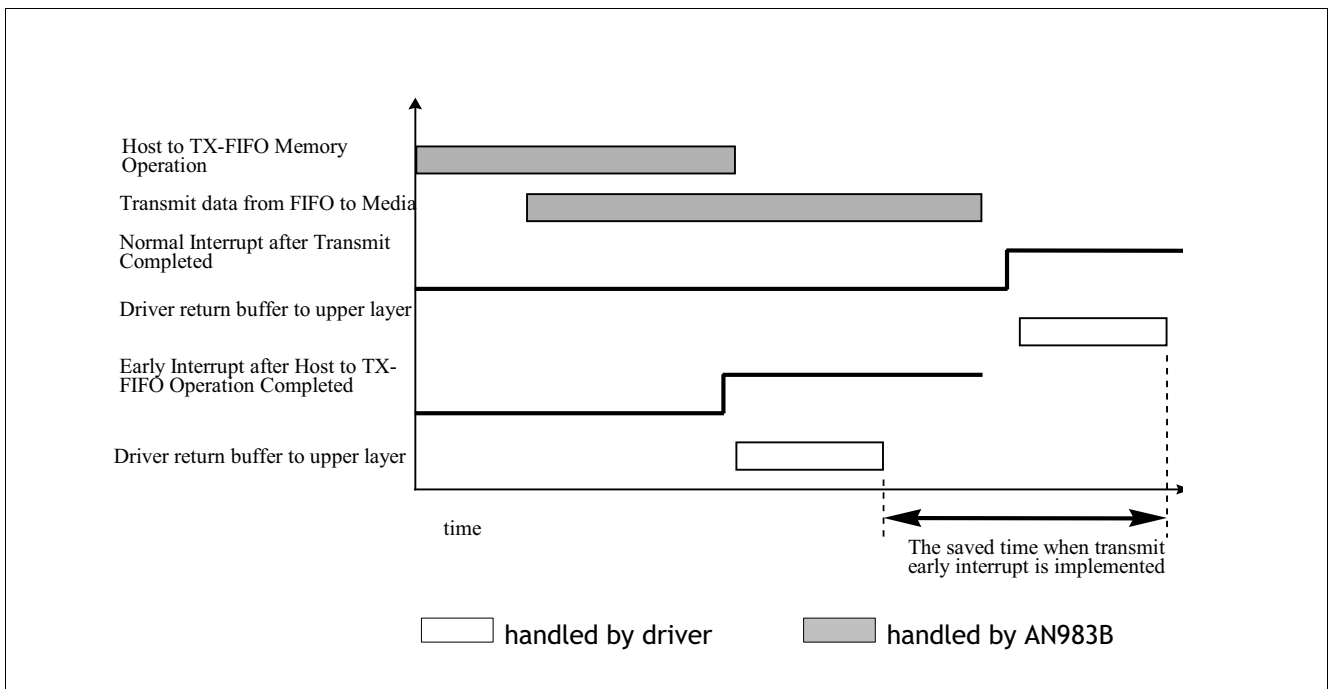 Host to TX-FIFO Memory
Operation
Transmit data from FIFO to Media
Normal Interrupt after Transmit
Completed
Driver return buffer to upper layer
Early Interrupt after Host to TX-
FIFO Operation Completed
Driver return buffer to upper layer
time
The saved time when transmit
early interrupt is implemented
handled by driver
handled by AN983B